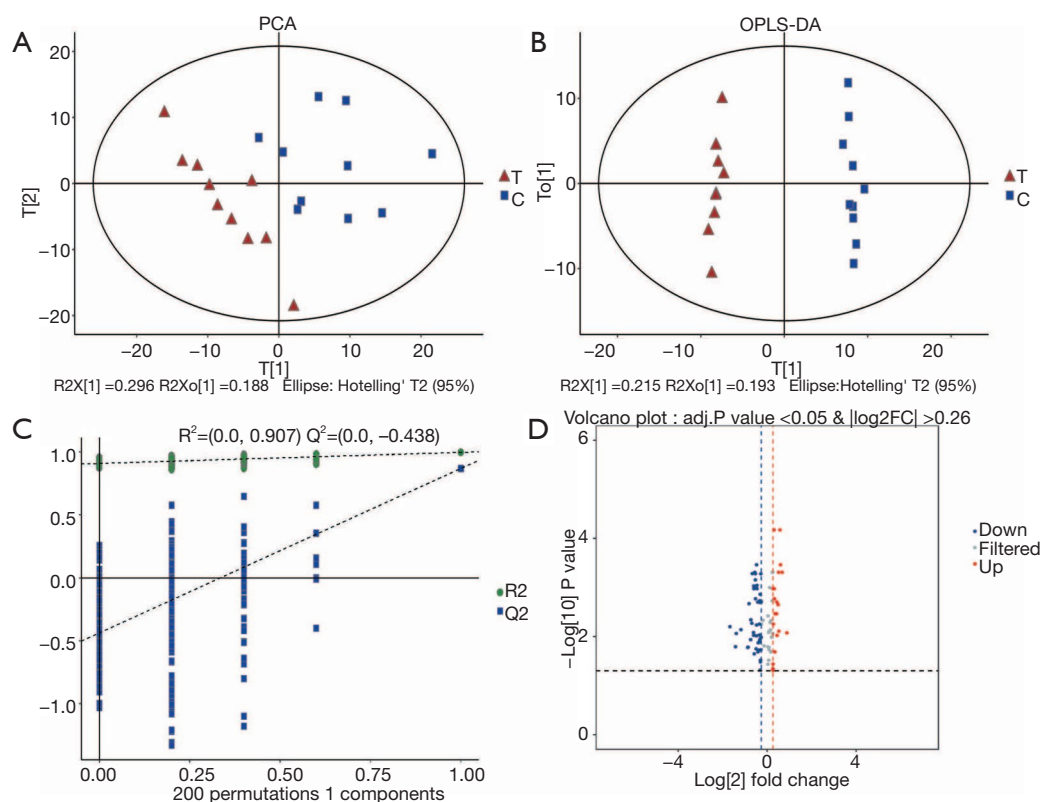 A
PCA
20
10
0
−10
−20
T[2]
−20 −10 0 10 20
T[1]
R2X[1] =0.296 R2Xo[1] =0.188 Ellipse: Hotelling' T2 (95%)
T
C
B
OPLS-DA
10
0
−10
To[1]
−20 −10 0 10 20
T[1]
R2X[1] =0.215 R2Xo[1] =0.193 Ellipse:Hotelling' T2 (95%)
T
C
C
R²=(0.0, 0.907) Q²=(0.0, −0.438)
1.0
0.5
0.0
−0.5
−1.0
0.00 0.25 0.50 0.75 1.00
200 permutations 1 components
R2
Q2
D
Volcano plot : adj.P value <0.05 & |log2FC| >0.26
6
4
2
0
−Log[10] P value
−4 0 4
Log[2] fold change
Down
Filtered
Up